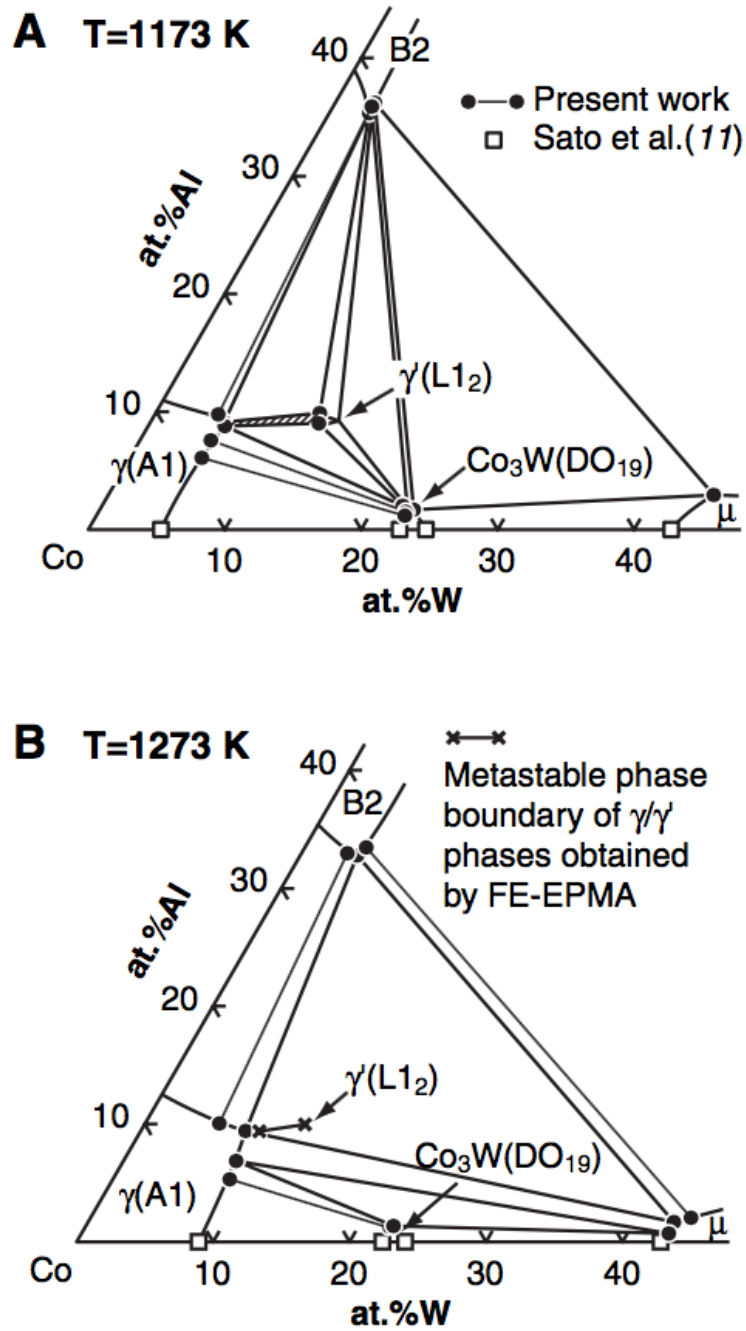 A T=1173 K
40 B2
Present work
Sato et al.(11)
30
at.%Al
20
γ'(L1₂)
10
γ(A1)
Co₃W(DO₁₉)
μ
Co 10 20 30 40
at.%W
B T=1273 K
40
B2
Metastable phase
boundary of γ/γ'
phases obtained
by FE-EPMA
30
at.%Al
20
γ'(L1₂)
10
Co₃W(DO₁₉)
γ(A1)
μ
Co 10 20 30 40
at.%W